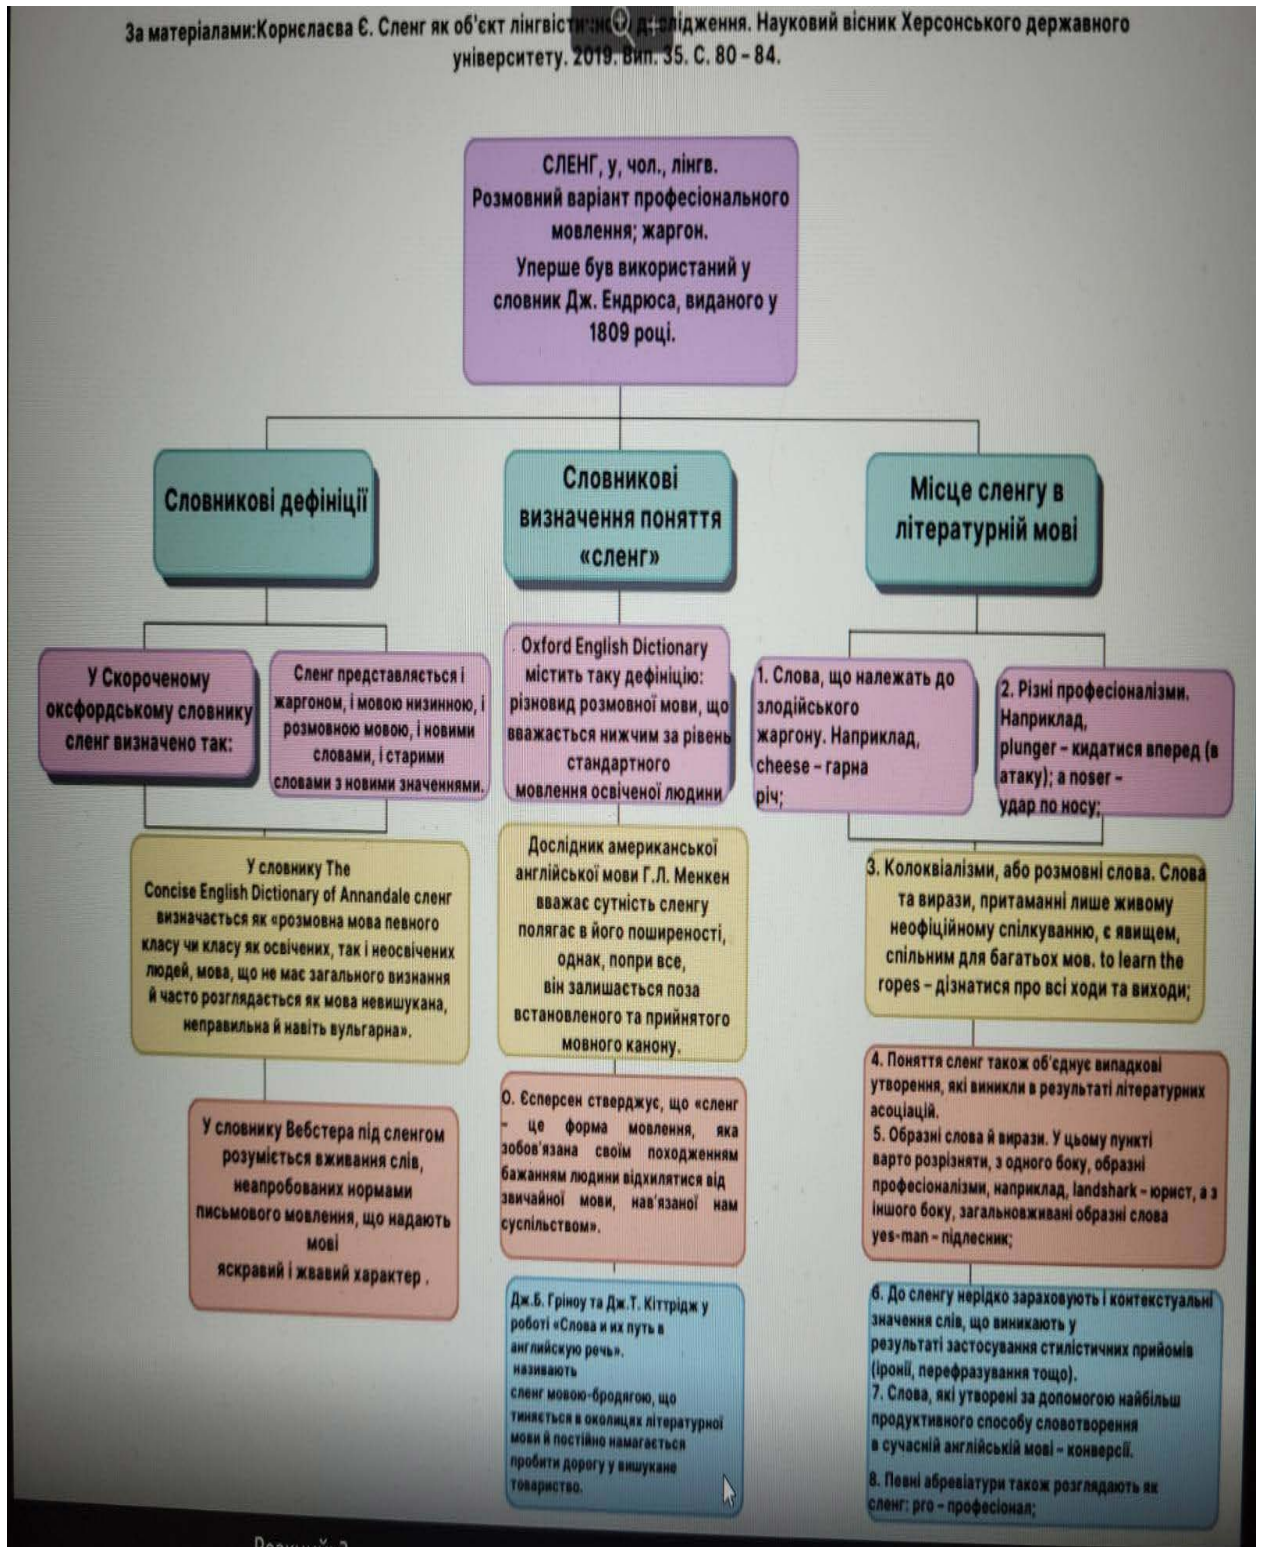 За матеріалами:Корнєлаєва Є. Сленг як об'єкт лінгвістичного дослідження. Науковий вісник Херсонського державного
університету. 2019. Вип. 35. С. 80 – 84.
СЛЕНГ, у, чол., лінгв.
Розмовний варіант професіонального
мовлення; жаргон.
Уперше був використаний у
словник Дж. Ендрюса, виданого у
1809 році.
Словникові дефініції
У Скороченому
оксфордському словнику
сленг визначено так:
Сленг представляється і
жаргоном, і мовою низинною, і
розмовною мовою, і новими
словами, і старими
словами з новими значеннями.
У словнику The
Concise English Dictionary of Annandale сленг
визначається як «розмовна мова певного
класу чи класу як освічених, так і неосвічених
людей, мова, що не має загального визнання
й часто розглядається як мова невишукана,
неправильна й навіть вульгарна».
У словнику Вебстера під сленгом
розуміється вживання слів,
неапробованих нормами
письмового мовлення, що надають
мові
яскравий і жвавий характер .
Словникові
визначення поняття
«сленг»
Oxford English Dictionary
містить таку дефініцію:
різновид розмовної мови, що
вважається нижчим за рівень
стандартного
мовлення освіченої людини
Дослідник американської
англійської мови Г.Л. Менкен
вважає сутність сленгу
полягає в його поширеності,
однак, попри все,
він залишається поза
встановленого та прийнятого
мовного канону.
О. Єсперсен стверджує, що «сленг
– це форма мовлення, яка
зобов'язана своїм походженням
бажанням людини відхилятися від
звичайної мови, нав'язаної нам
суспільством».
Дж.Б. Гріноу та Дж.Т. Кіттрідж у
роботі «Слова и их путь в
английскую речь».
називають
сленг мовою-бродягою, що
тиняється в околицях літературної
мови й постійно намагається
пробити дорогу у вишукане
товариство.
Місце сленгу в
літературній мові
1. Слова, що належать до
злодійського
жаргону. Наприклад,
cheese – гарна
річ;
2. Різні професіоналізми.
Наприклад,
plunger – кидатися вперед (в
атаку); a noser –
удар по носу;
3. Колоквіалізми, або розмовні слова. Слова
та вирази, притаманні лише живому
неофіційному спілкуванню, є явищем,
спільним для багатьох мов. to learn the
ropes – дізнатися про всі ходи та виходи;
4. Поняття сленг також об'єднує випадкові
утворення, які виникли в результаті літературних
асоціацій.
5. Образні слова й вирази. У цьому пункті
варто розрізняти, з одного боку, образні
професіоналізми, наприклад, landshark – юрист, а з
іншого боку, загальновживані образні слова
yes-man – підлесник;
6. До сленгу нерідко зараховують і контекстуальні
значення слів, що виникають у
результаті застосування стилістичних прийомів
(іронії, перефразування тощо).
7. Слова, які утворені за допомогою найбільш
продуктивного способу словотворення
в сучасній англійській мові – конверсії.
8. Певні абревіатури також розглядають як
сленг: pro – професіонал;